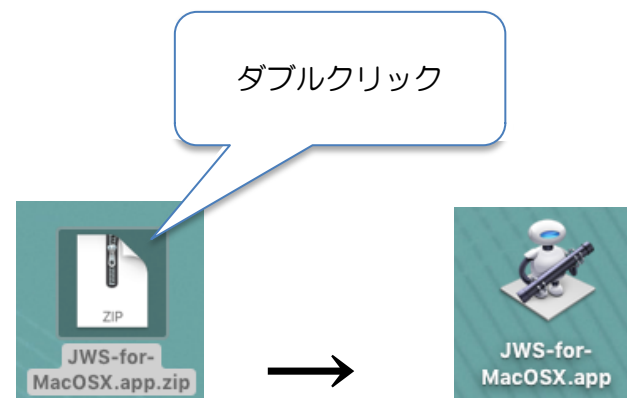 ダブルクリック
ZIP
JWS-for-
MacOSX.app.zip
JWS-for-
MacOSX.app